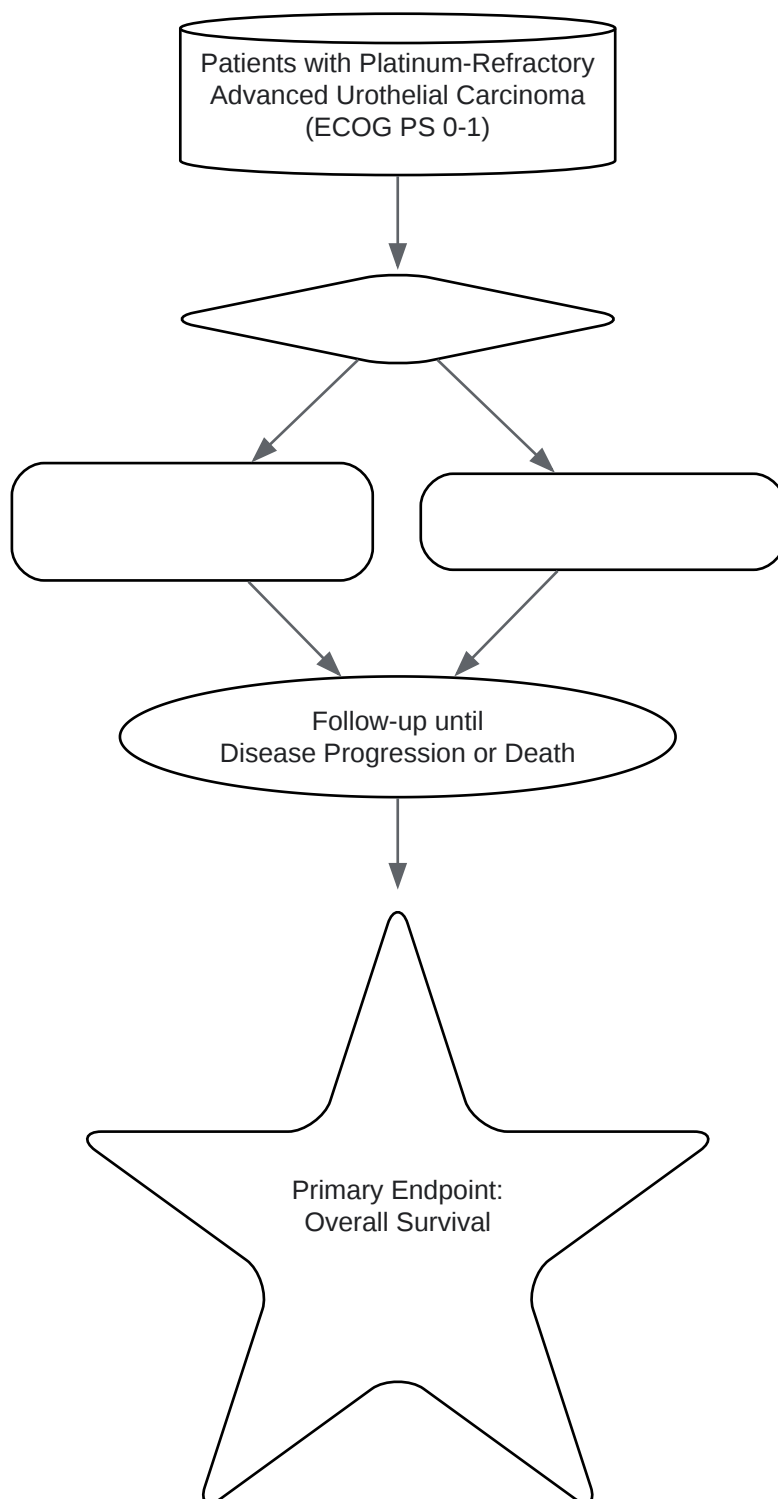 Patients with Platinum-Refractory
Advanced Urothelial Carcinoma
(ECOG PS 0-1)
Follow-up until
Disease Progression or Death
Primary Endpoint:
Overall Survival